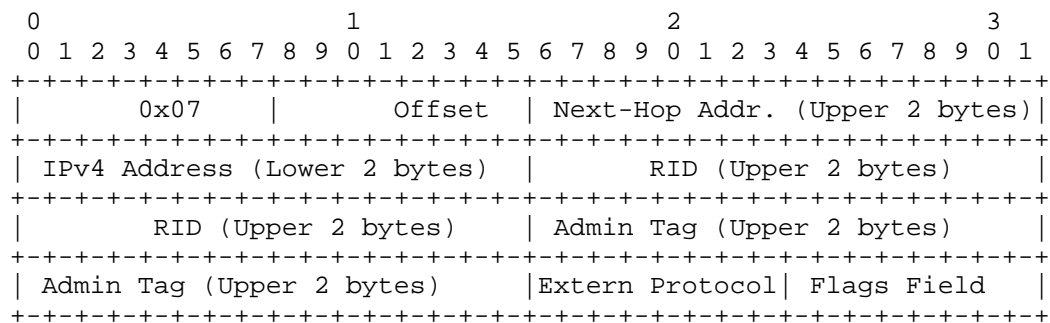 0                   1                   2                   3
0 1 2 3 4 5 6 7 8 9 0 1 2 3 4 5 6 7 8 9 0 1 2 3 4 5 6 7 8 9 0 1
+-+-+-+-+-+-+-+-+-+-+-+-+-+-+-+-+-+-+-+-+-+-+-+-+-+-+-+-+-+-+-+-+
|      0x07     |       Offset  | Next-Hop Addr. (Upper 2 bytes)|
+-+-+-+-+-+-+-+-+-+-+-+-+-+-+-+-+-+-+-+-+-+-+-+-+-+-+-+-+-+-+-+-+
| IPv4 Address (Lower 2 bytes)  |       RID (Upper 2 bytes)     |
+-+-+-+-+-+-+-+-+-+-+-+-+-+-+-+-+-+-+-+-+-+-+-+-+-+-+-+-+-+-+-+-+
|       RID (Upper 2 bytes)     | Admin Tag (Upper 2 bytes)     |
+-+-+-+-+-+-+-+-+-+-+-+-+-+-+-+-+-+-+-+-+-+-+-+-+-+-+-+-+-+-+-+-+
| Admin Tag (Upper 2 bytes)     |Extern Protocol| Flags Field   |
+-+-+-+-+-+-+-+-+-+-+-+-+-+-+-+-+-+-+-+-+-+-+-+-+-+-+-+-+-+-+-+-+